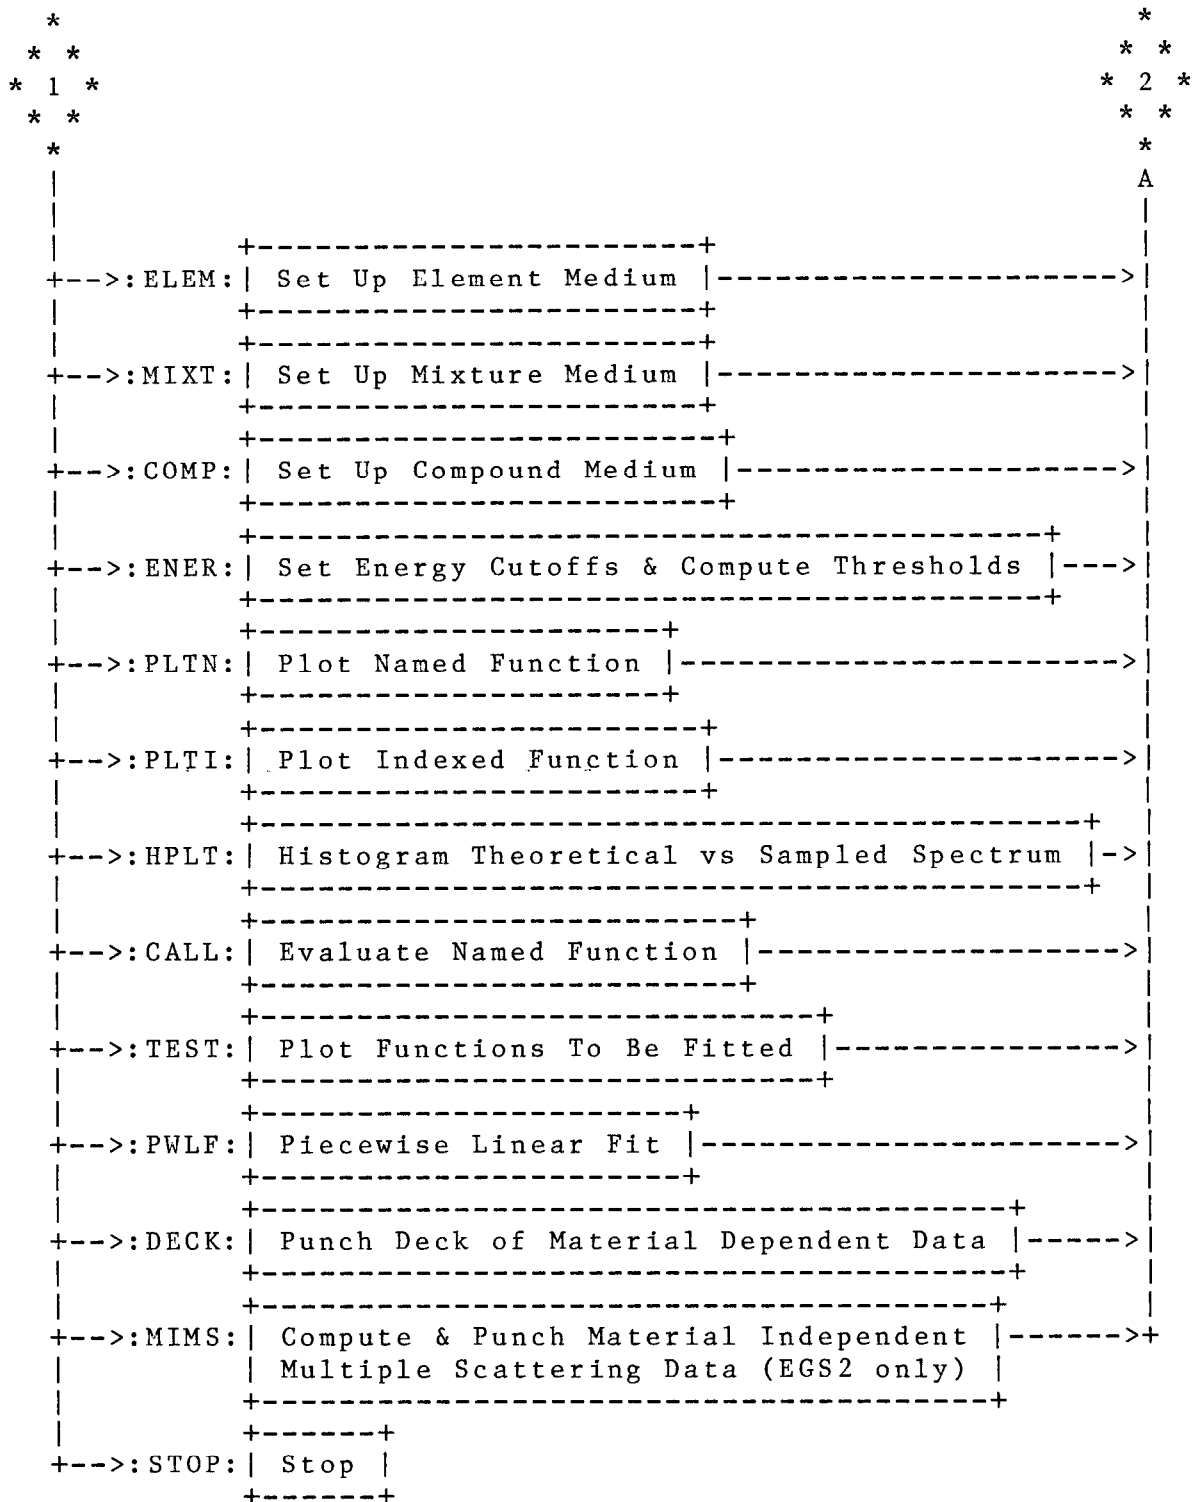 1 2
A
:ELEM: Set Up Element Medium
:MIXT: Set Up Mixture Medium
:COMP: Set Up Compound Medium
:ENER: Set Energy Cutoffs & Compute Thresholds
:PLTN: Plot Named Function
:PLTI: Plot Indexed Function
:HPLT: Histogram Theoretical vs Sampled Spectrum
:CALL: Evaluate Named Function
:TEST: Plot Functions To Be Fitted
:PWLF: Piecewise Linear Fit
:DECK: Punch Deck of Material Dependent Data
:MIMS: Compute & Punch Material Independent
Multiple Scattering Data (EGS2 only)
:STOP: Stop